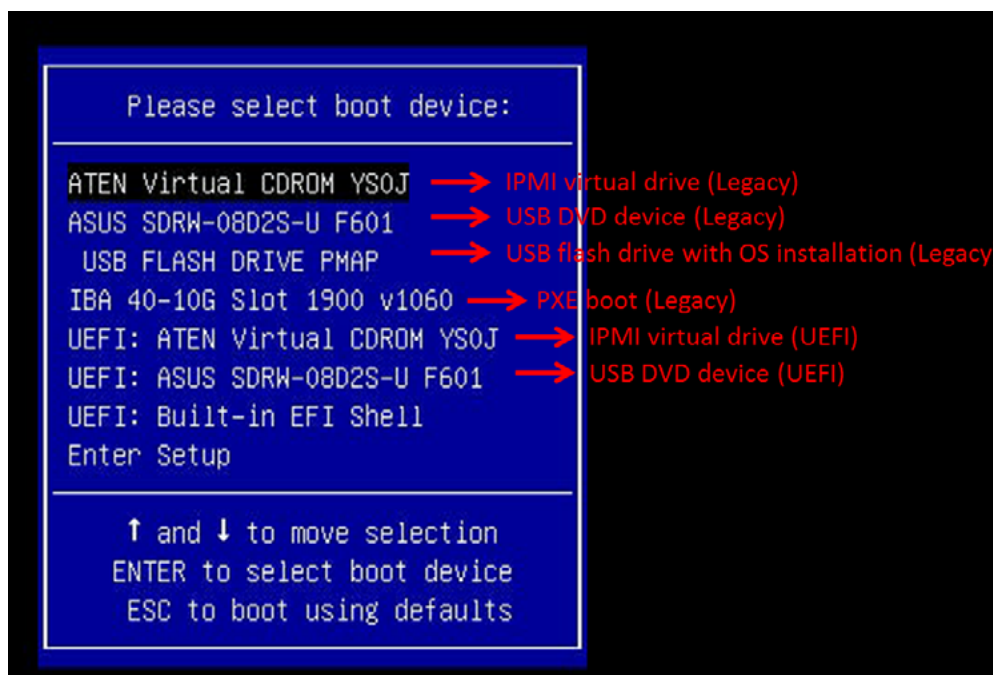 Please select boot device:
ATEN Virtual CDROM YS0J → IPMI virtual drive (Legacy)
ASUS SDRW-08D2S-U F601 → USB DVD device (Legacy)
USB FLASH DRIVE PMAP → USB flash drive with OS installation (Legacy
IBA 40-10G Slot 1900 v1060 → PXE boot (Legacy)
UEFI: ATEN Virtual CDROM YS0J → IPMI virtual drive (UEFI)
UEFI: ASUS SDRW-08D2S-U F601 → USB DVD device (UEFI)
UEFI: Built-in EFI Shell
Enter Setup
↑ and ↓ to move selection
ENTER to select boot device
ESC to boot using defaults